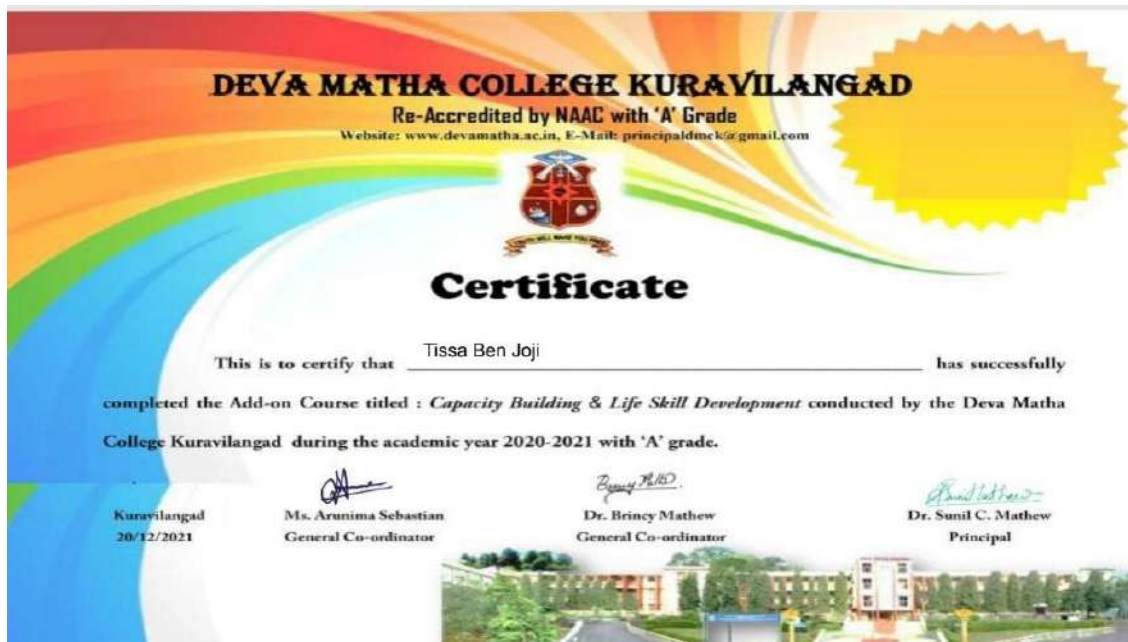 DEVA MATHA COLLEGE KURAVILANGAD
Re-Accredited by NAAC with 'A' Grade
Website: www.devamatha.ac.in, E-Mail: principaldmck@gmail.com
Certificate
This is to certify that Tissa Ben Joji has successfully
completed the Add-on Course titled : Capacity Building & Life Skill Development conducted by the Deva Matha
College Kuravilangad during the academic year 2020-2021 with 'A' grade.
Kuravilangad
20/12/2021
Ms. Arunima Sebastian
General Co-ordinator
Dr. Brincy Mathew
General Co-ordinator
Dr. Sunil C. Mathew
Principal